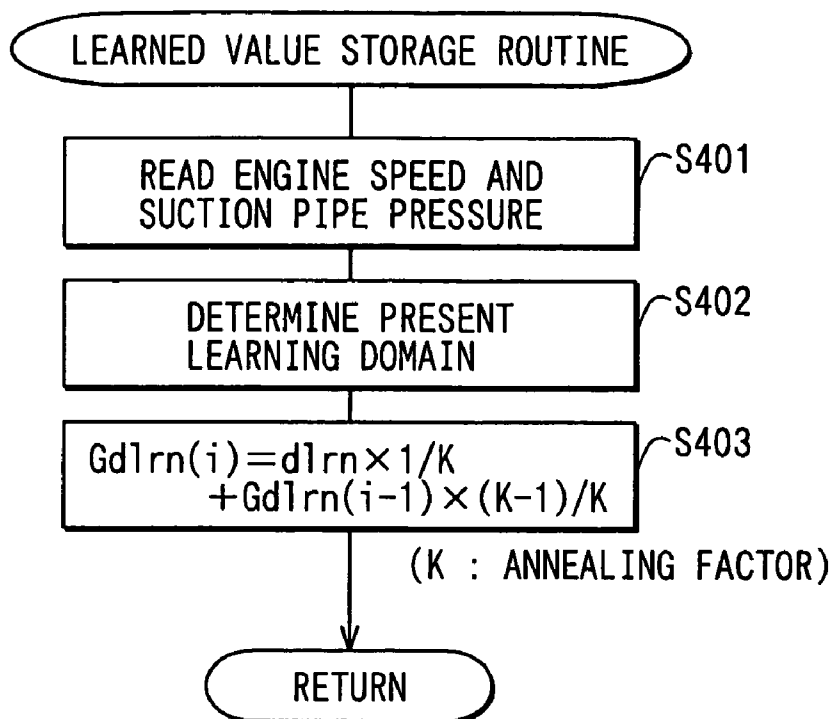 LEARNED VALUE STORAGE ROUTINE
READ ENGINE SPEED AND
SUCTION PIPE PRESSURE
S401
DETERMINE PRESENT
LEARNING DOMAIN
S402
Gdlrn(i)=dlrn×1/K
+Gdlrn(i-1)×(K-1)/K
S403
(K : ANNEALING FACTOR)
RETURN